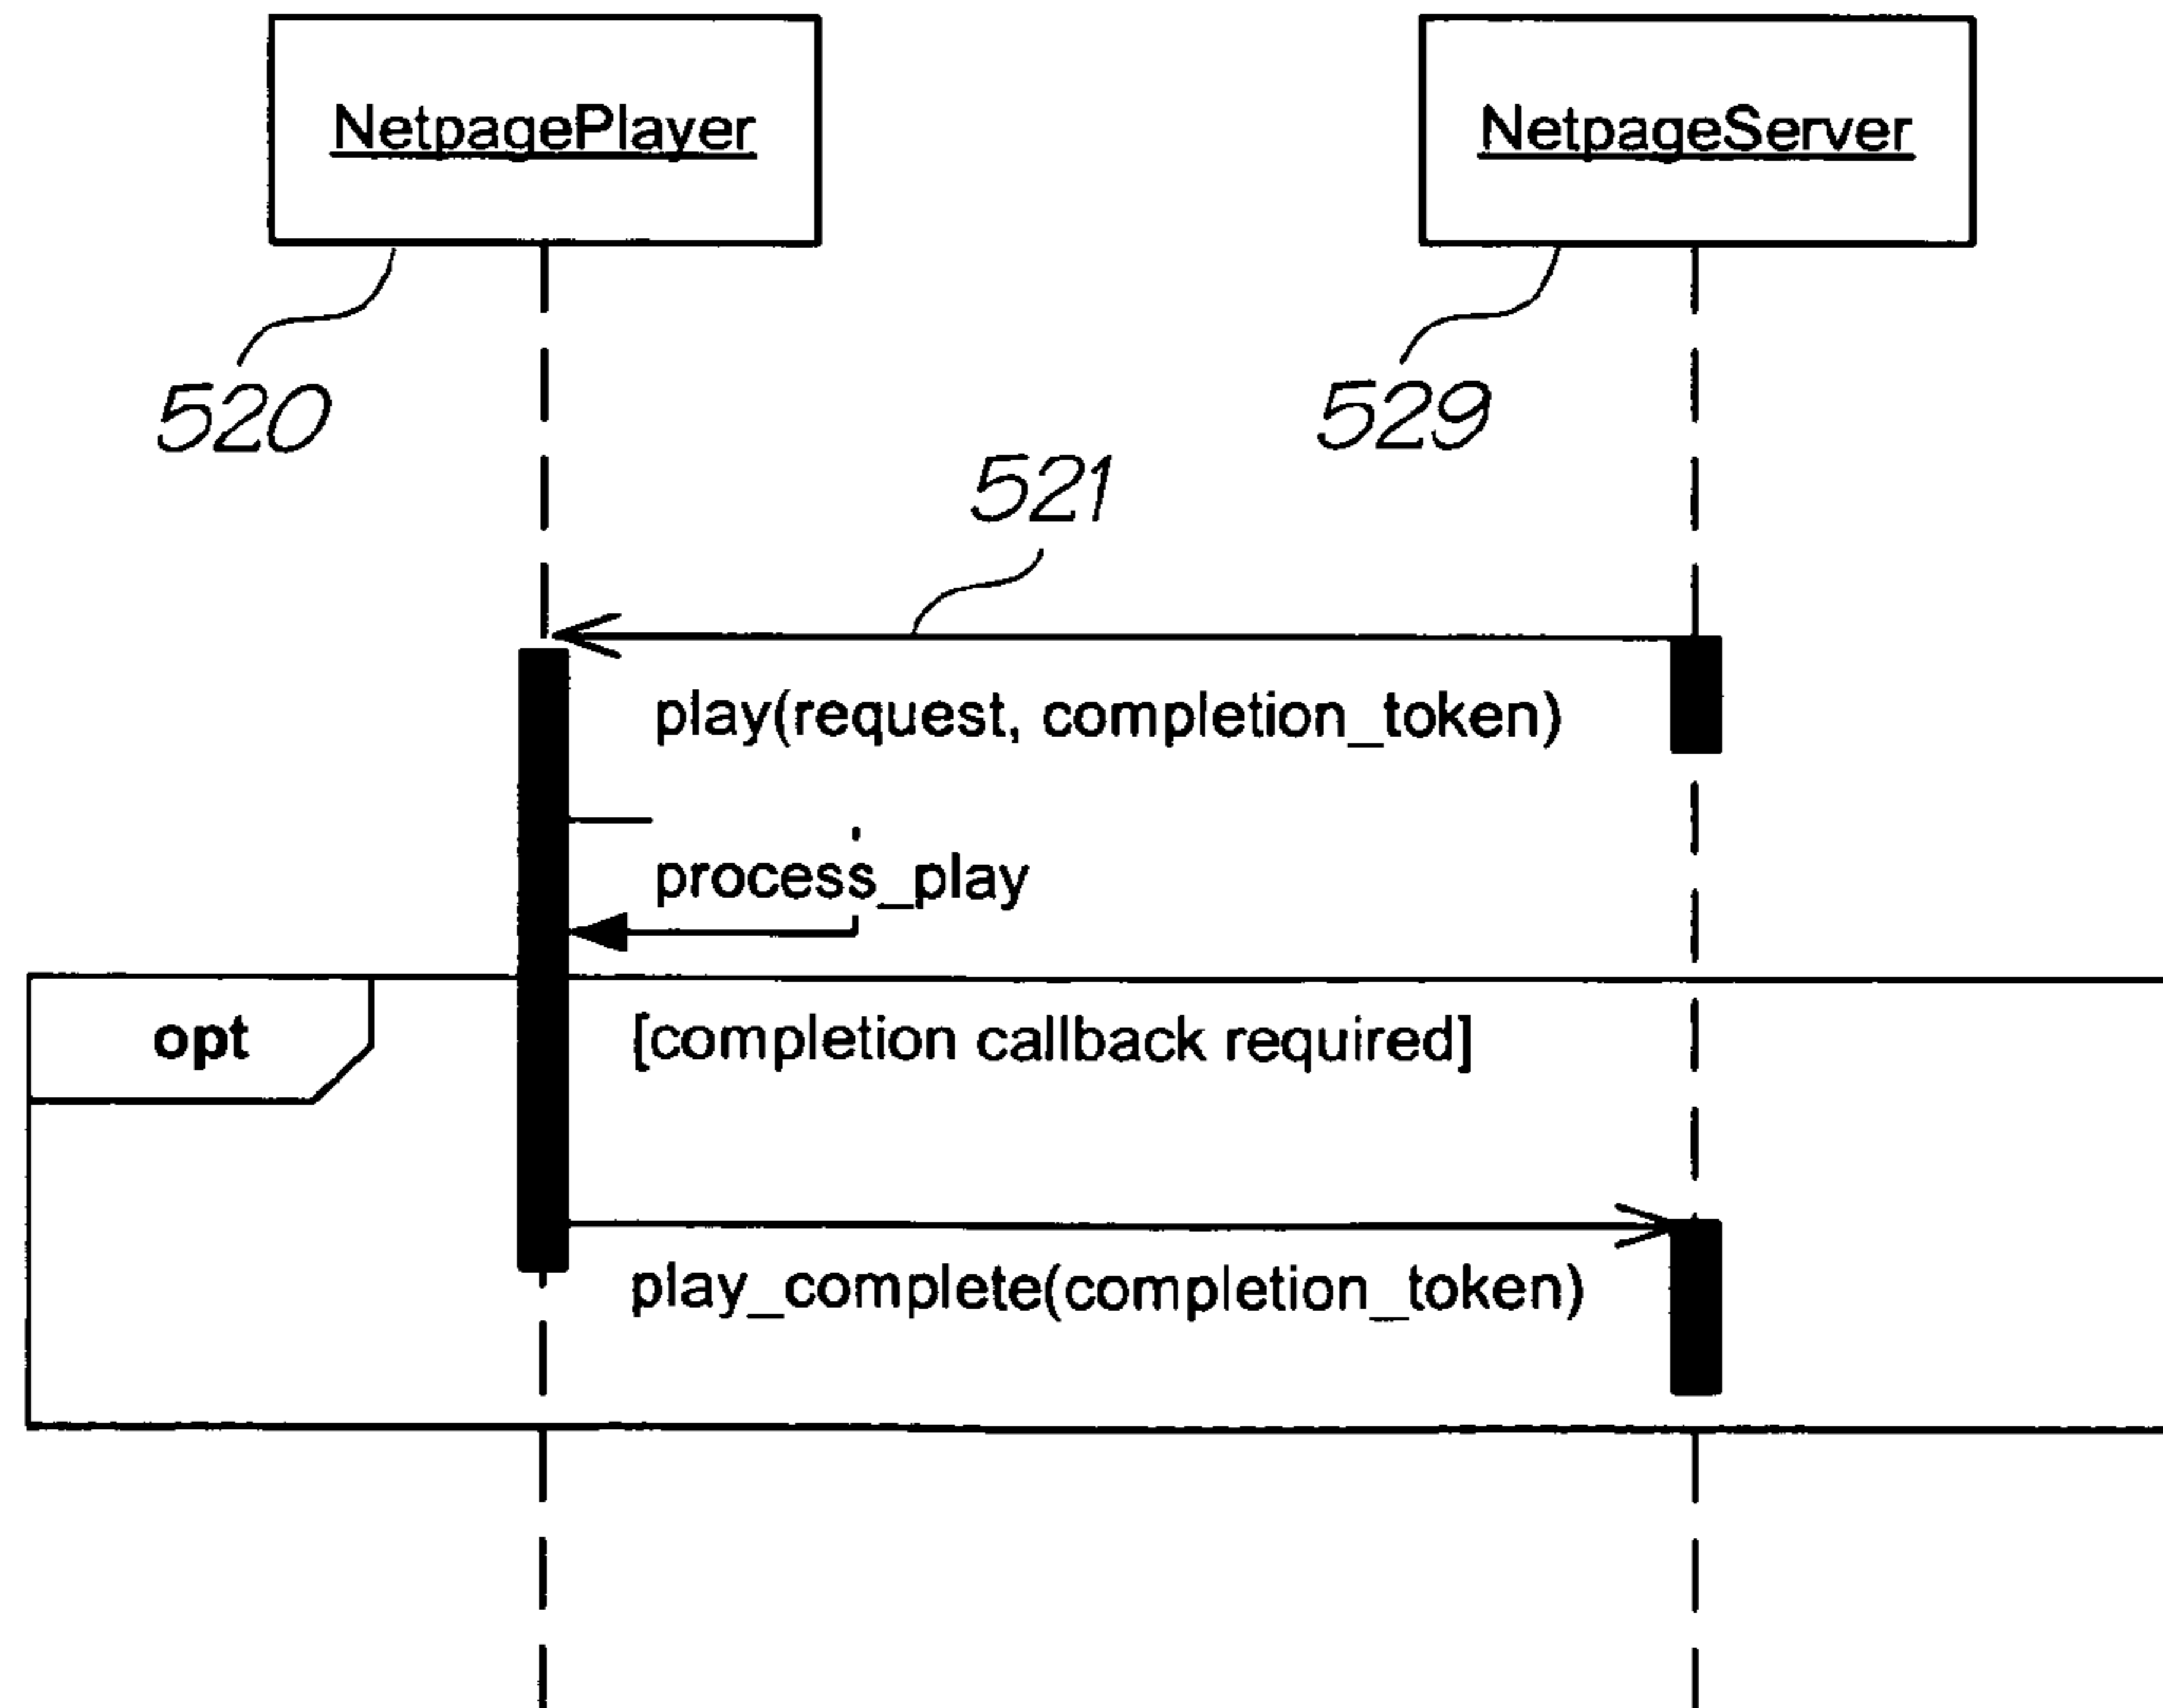 NetpagePlayer
NetpageServer
520
529
521
play(request, completion_token)
process_play
opt
[completion callback required]
play_complete(completion_token)